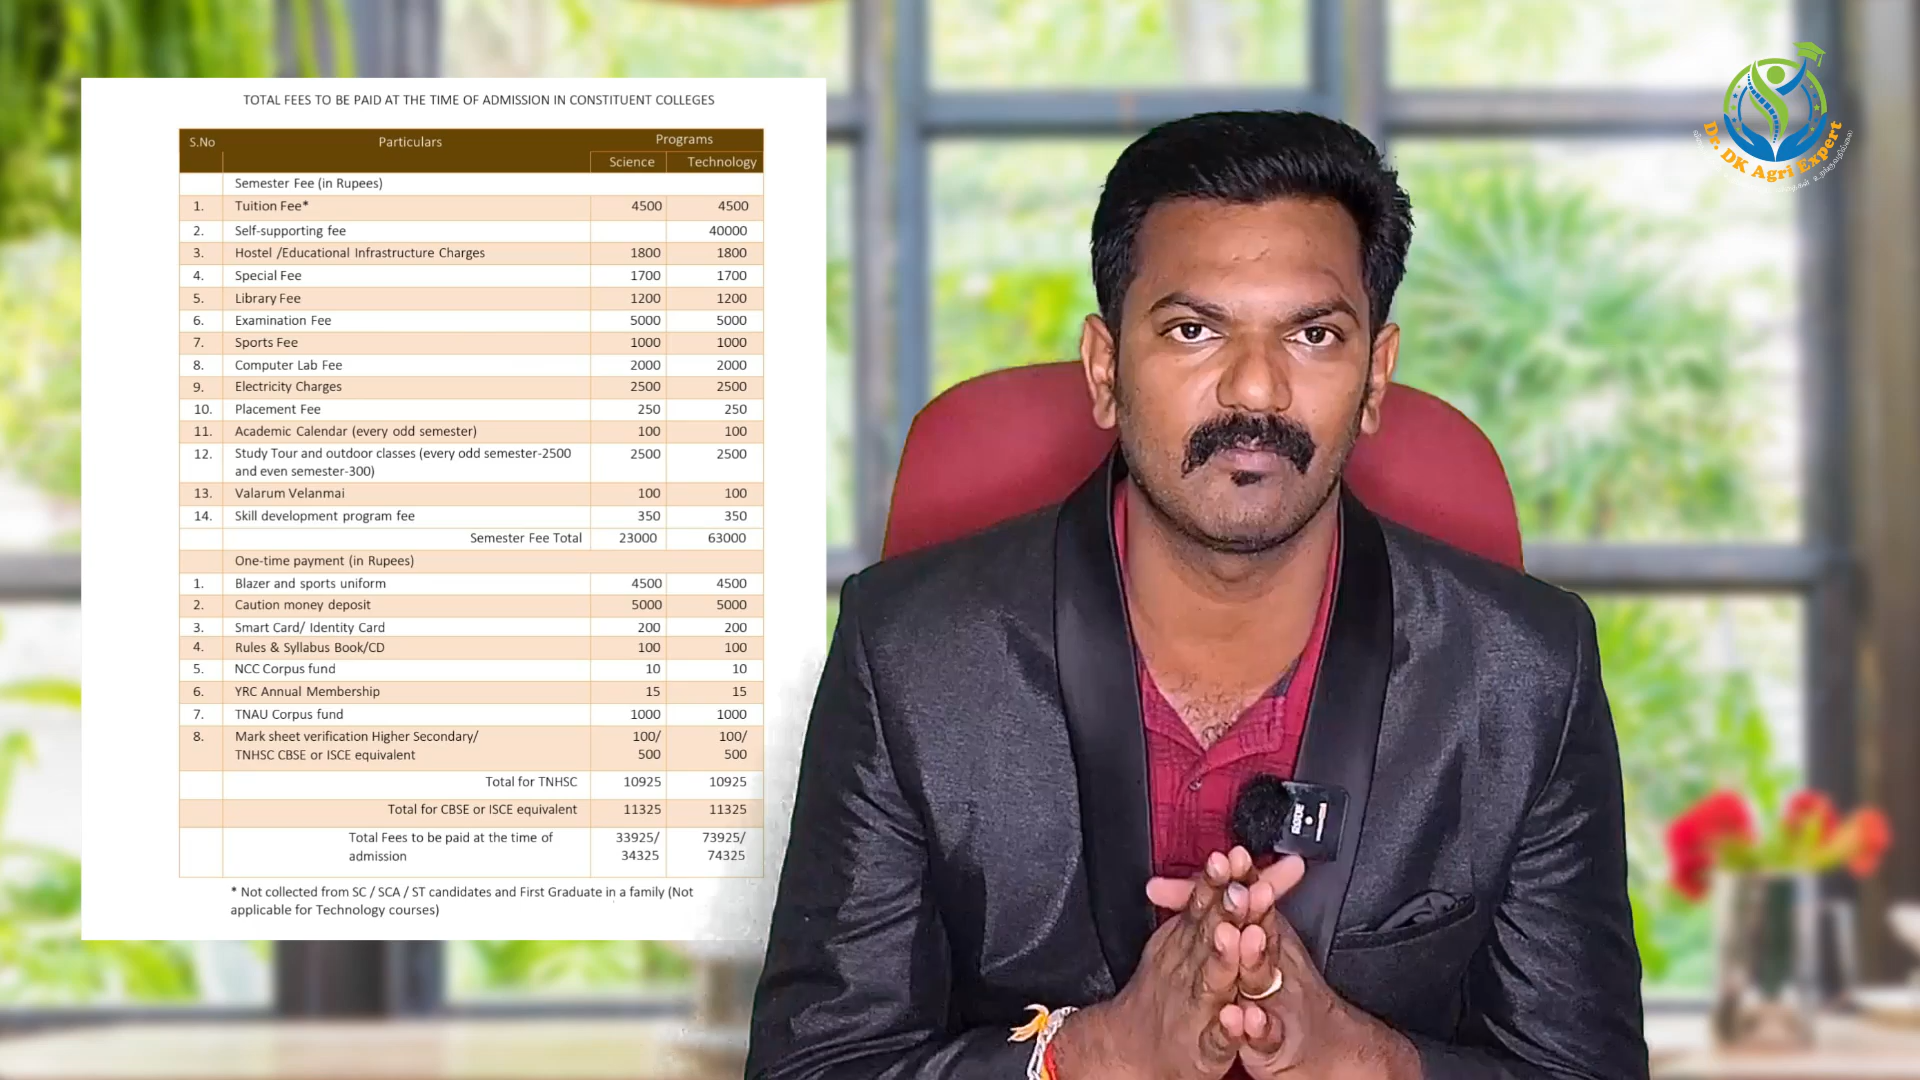 TOTAL FEES TO BE PAID AT THE TIME OF ADMISSION IN CONSTITUENT COLLEGES
S.No Particulars Programs
Science Technology
Semester Fee (in Rupees)
1. Tuition Fee* 4500 4500
2. Self-supporting fee 40000
3. Hostel /Educational Infrastructure Charges 1800 1800
4. Special Fee 1700 1700
5. Library Fee 1200 1200
6. Examination Fee 5000 5000
7. Sports Fee 1000 1000
8. Computer Lab Fee 2000 2000
9. Electricity Charges 2500 2500
10. Placement Fee 250 250
11. Academic Calendar (every odd semester) 100 100
12. Study Tour and outdoor classes (every odd semester-2500 2500 2500
and even semester-300)
13. Valarum Velanmai 100 100
14. Skill development program fee 350 350
Semester Fee Total 23000 63000
One-time payment (in Rupees)
1. Blazer and sports uniform 4500 4500
2. Caution money deposit 5000 5000
3. Smart Card/ Identity Card 200 200
4. Rules & Syllabus Book/CD 100 100
5. NCC Corpus fund 10 10
6. YRC Annual Membership 15 15
7. TNAU Corpus fund 1000 1000
8. Mark sheet verification Higher Secondary/ 100/ 100/
TNHSC CBSE or ISCE equivalent 500 500
Total for TNHSC 10925 10925
Total for CBSE or ISCE equivalent 11325 11325
Total Fees to be paid at the time of 33925/ 73925/
admission 34325 74325
* Not collected from SC / SCA / ST candidates and First Graduate in a family (Not
applicable for Technology courses)
Dr. DK Agri Expert
RODE